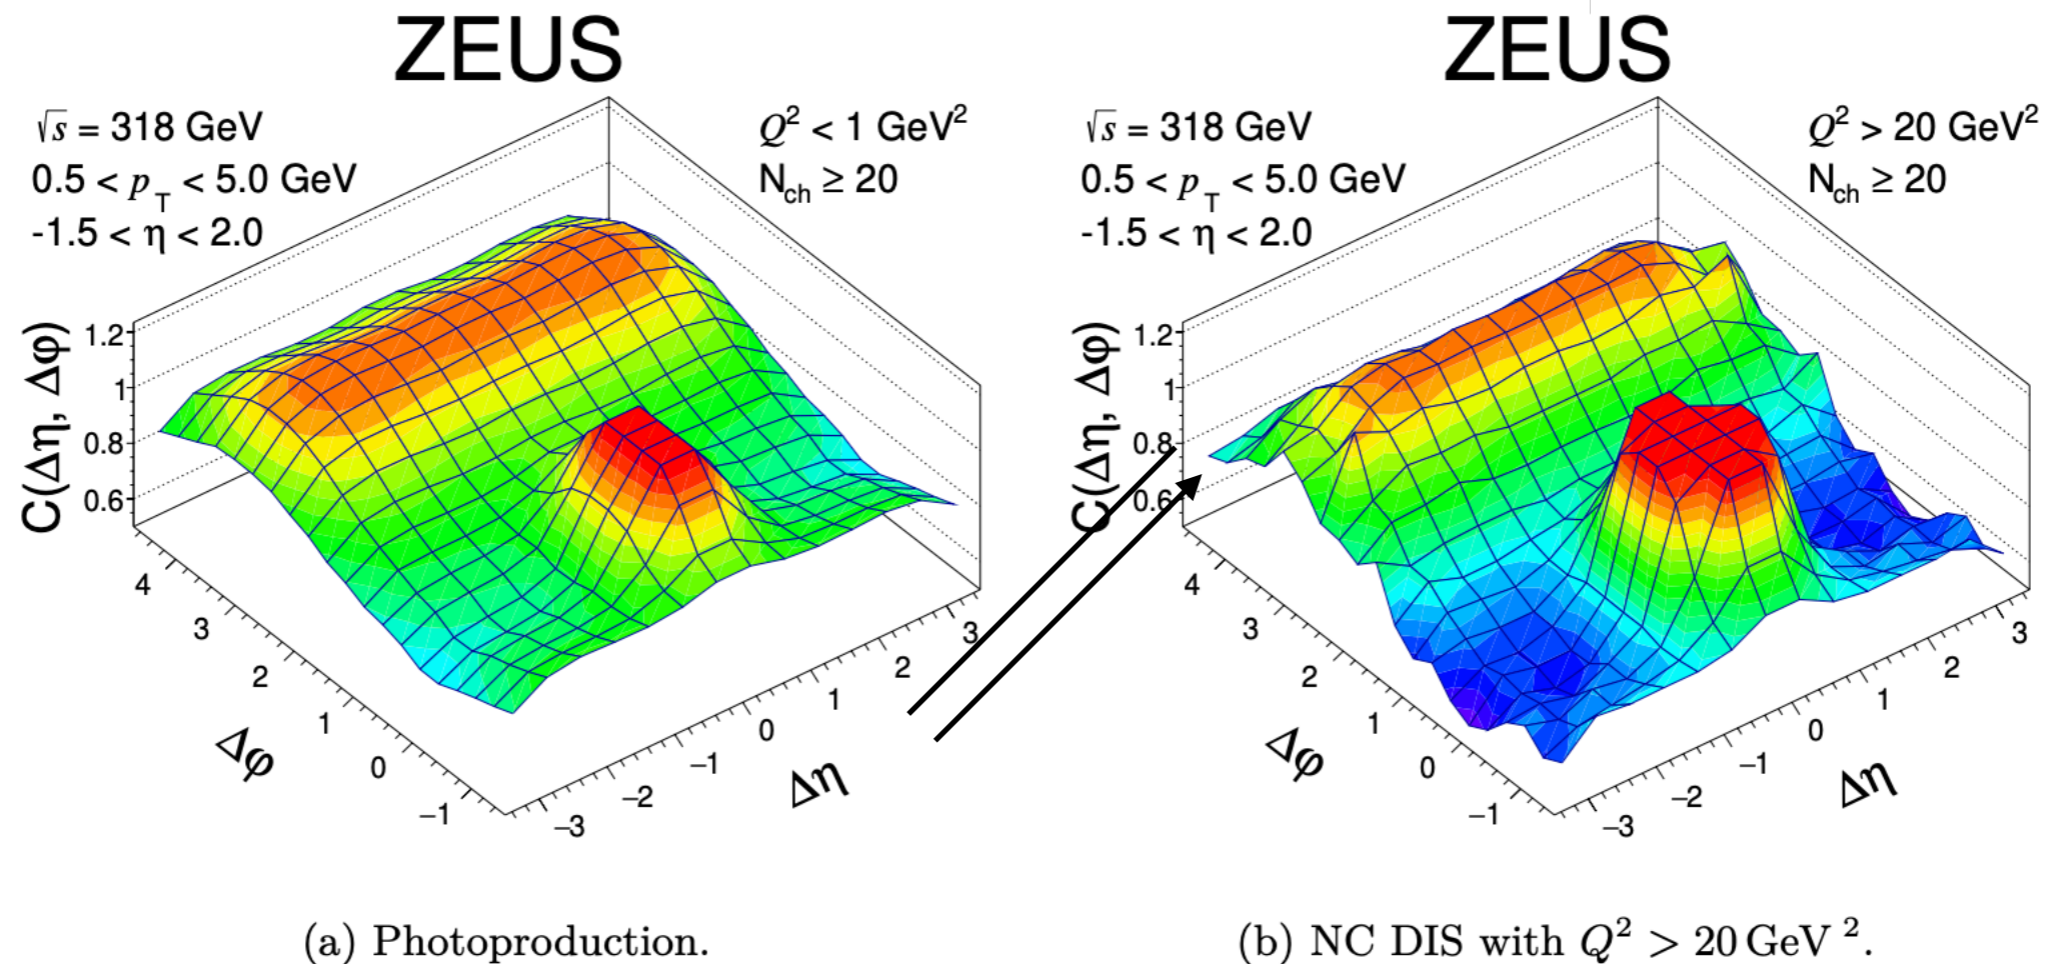 ZEUS
√s = 318 GeV
0.5 < p_T < 5.0 GeV
-1.5 < η < 2.0
Q² < 1 GeV²
N_ch ≥ 20
C(Δη, Δφ)
1.2
1
0.8
0.6
4
3
2
1
0
−1
Δφ
−3
−2
−1
0
1
2
3
Δη
(a) Photoproduction.
ZEUS
√s = 318 GeV
0.5 < p_T < 5.0 GeV
-1.5 < η < 2.0
Q² > 20 GeV²
N_ch ≥ 20
C(Δη, Δφ)
1.2
1
0.8
0.6
4
3
2
1
0
−1
Δφ
−3
−2
−1
0
1
2
3
Δη
(b) NC DIS with Q² > 20 GeV ².